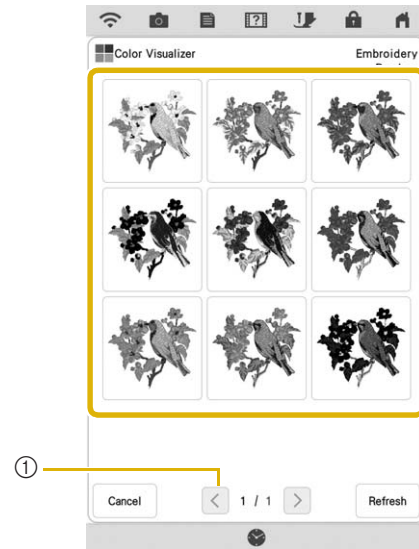 Color Visualizer
Embroidery
①
Cancel
< 1 / 1 >
Refresh